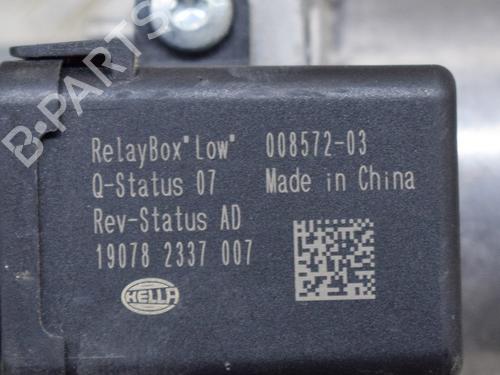 B-PARTS
RelayBox"Low" 008572-03
Q-Status 07 Made in China
Rev-Status AD
19078 2337 007
HELLA